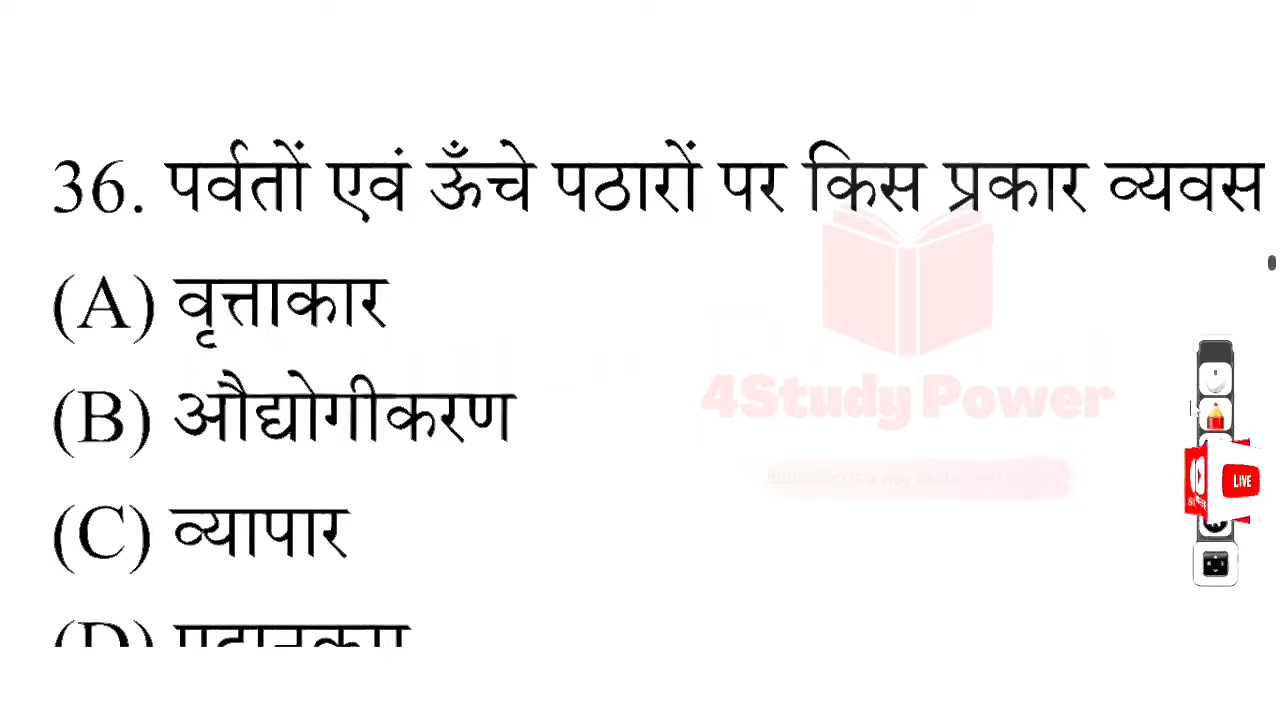 36. पर्वतों एवं ऊँचे पठारों पर किस प्रकार व्यवस
(A) वृत्ताकार
4Study Power
(B) औद्योगीकरण
LIVE
(C) व्यापार
(D)